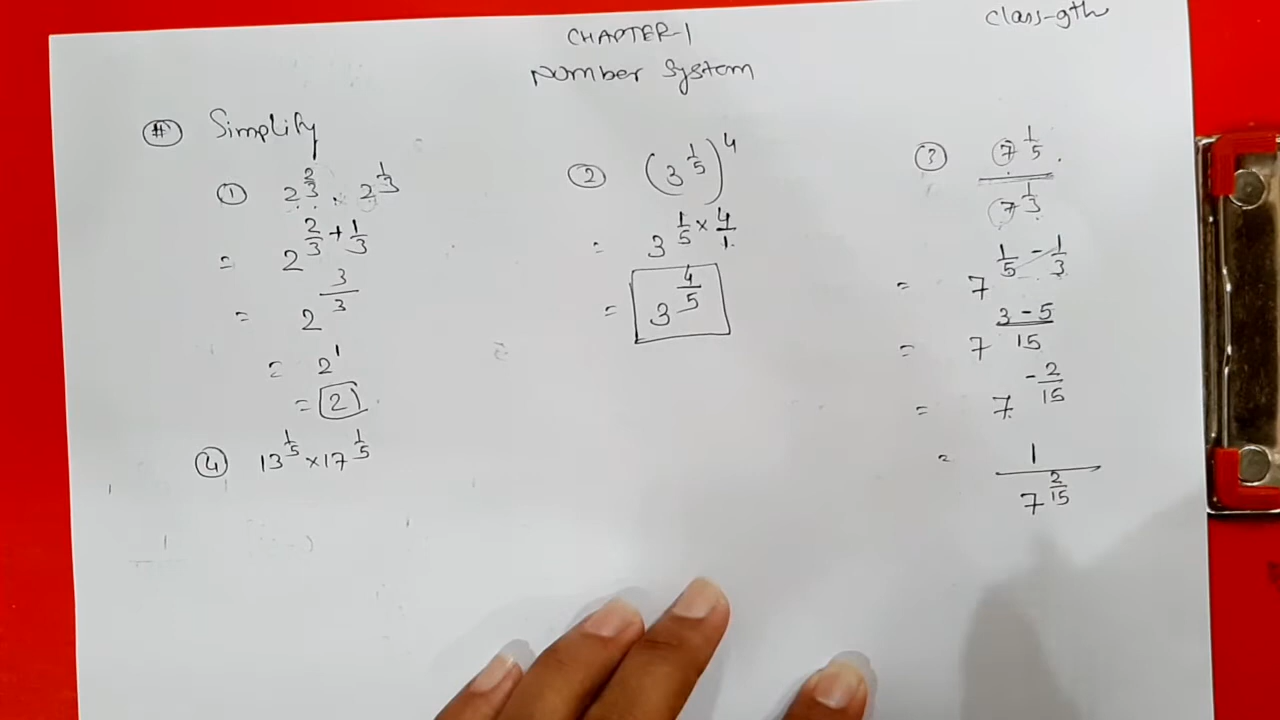 CHAPTER-1
Class-9th
Number System
# Simplify
① 2^(2/3) . 2^(1/3)
= 2^(2/3 + 1/3)
= 2^(3/3)
= 2^1
= 2
② (3^(1/5))^4
= 3^(1/5 × 4/1)
= 3^(4/5)
③ 7^(1/5) / 7^(1/3)
= 7^(1/5 - 1/3)
= 7^((3 - 5)/15)
= 7^(-2/15)
= 1 / 7^(2/15)
④ 13^(1/5) × 17^(1/5)